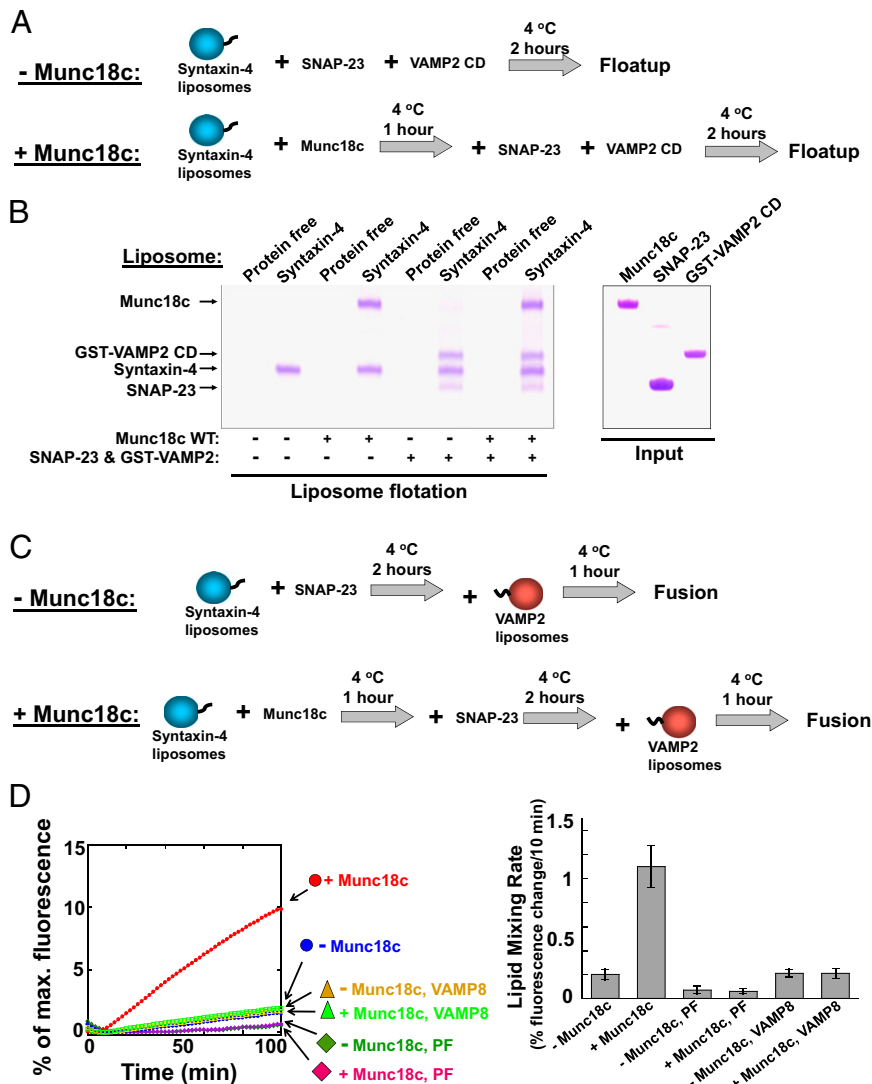 A
- Munc18c:
Syntaxin-4
liposomes
+ SNAP-23 + VAMP2 CD
4 °C
2 hours
Floatup
+ Munc18c:
Syntaxin-4
liposomes
+ Munc18c
4 °C
1 hour
+ SNAP-23 + VAMP2 CD
4 °C
2 hours
Floatup
B
Liposome:
Protein free
Syntaxin-4
Protein free
Syntaxin-4
Protein free
Syntaxin-4
Protein free
Syntaxin-4
Munc18c
SNAP-23
GST-VAMP2 CD
Munc18c
GST-VAMP2 CD
Syntaxin-4
SNAP-23
Munc18c WT: - - + + - - + +
SNAP-23 & GST-VAMP2: - - - - + + + +
Liposome flotation
Input
C
- Munc18c:
Syntaxin-4
liposomes
+ SNAP-23
4 °C
2 hours
+
VAMP2
liposomes
4 °C
1 hour
Fusion
+ Munc18c:
Syntaxin-4
liposomes
+ Munc18c
4 °C
1 hour
+ SNAP-23
4 °C
2 hours
+
VAMP2
liposomes
4 °C
1 hour
Fusion
D
% of max. fluorescence
15
10
5
0
0 50 100
Time (min)
+ Munc18c
- Munc18c
- Munc18c, VAMP8
+ Munc18c, VAMP8
- Munc18c, PF
+ Munc18c, PF
Lipid Mixing Rate
(% fluorescence change/10 min)
1.5
1
0.5
0
- Munc18c
+ Munc18c
- Munc18c, PF
+ Munc18c, PF
- Munc18c, VAMP8
+ Munc18c, VAMP8